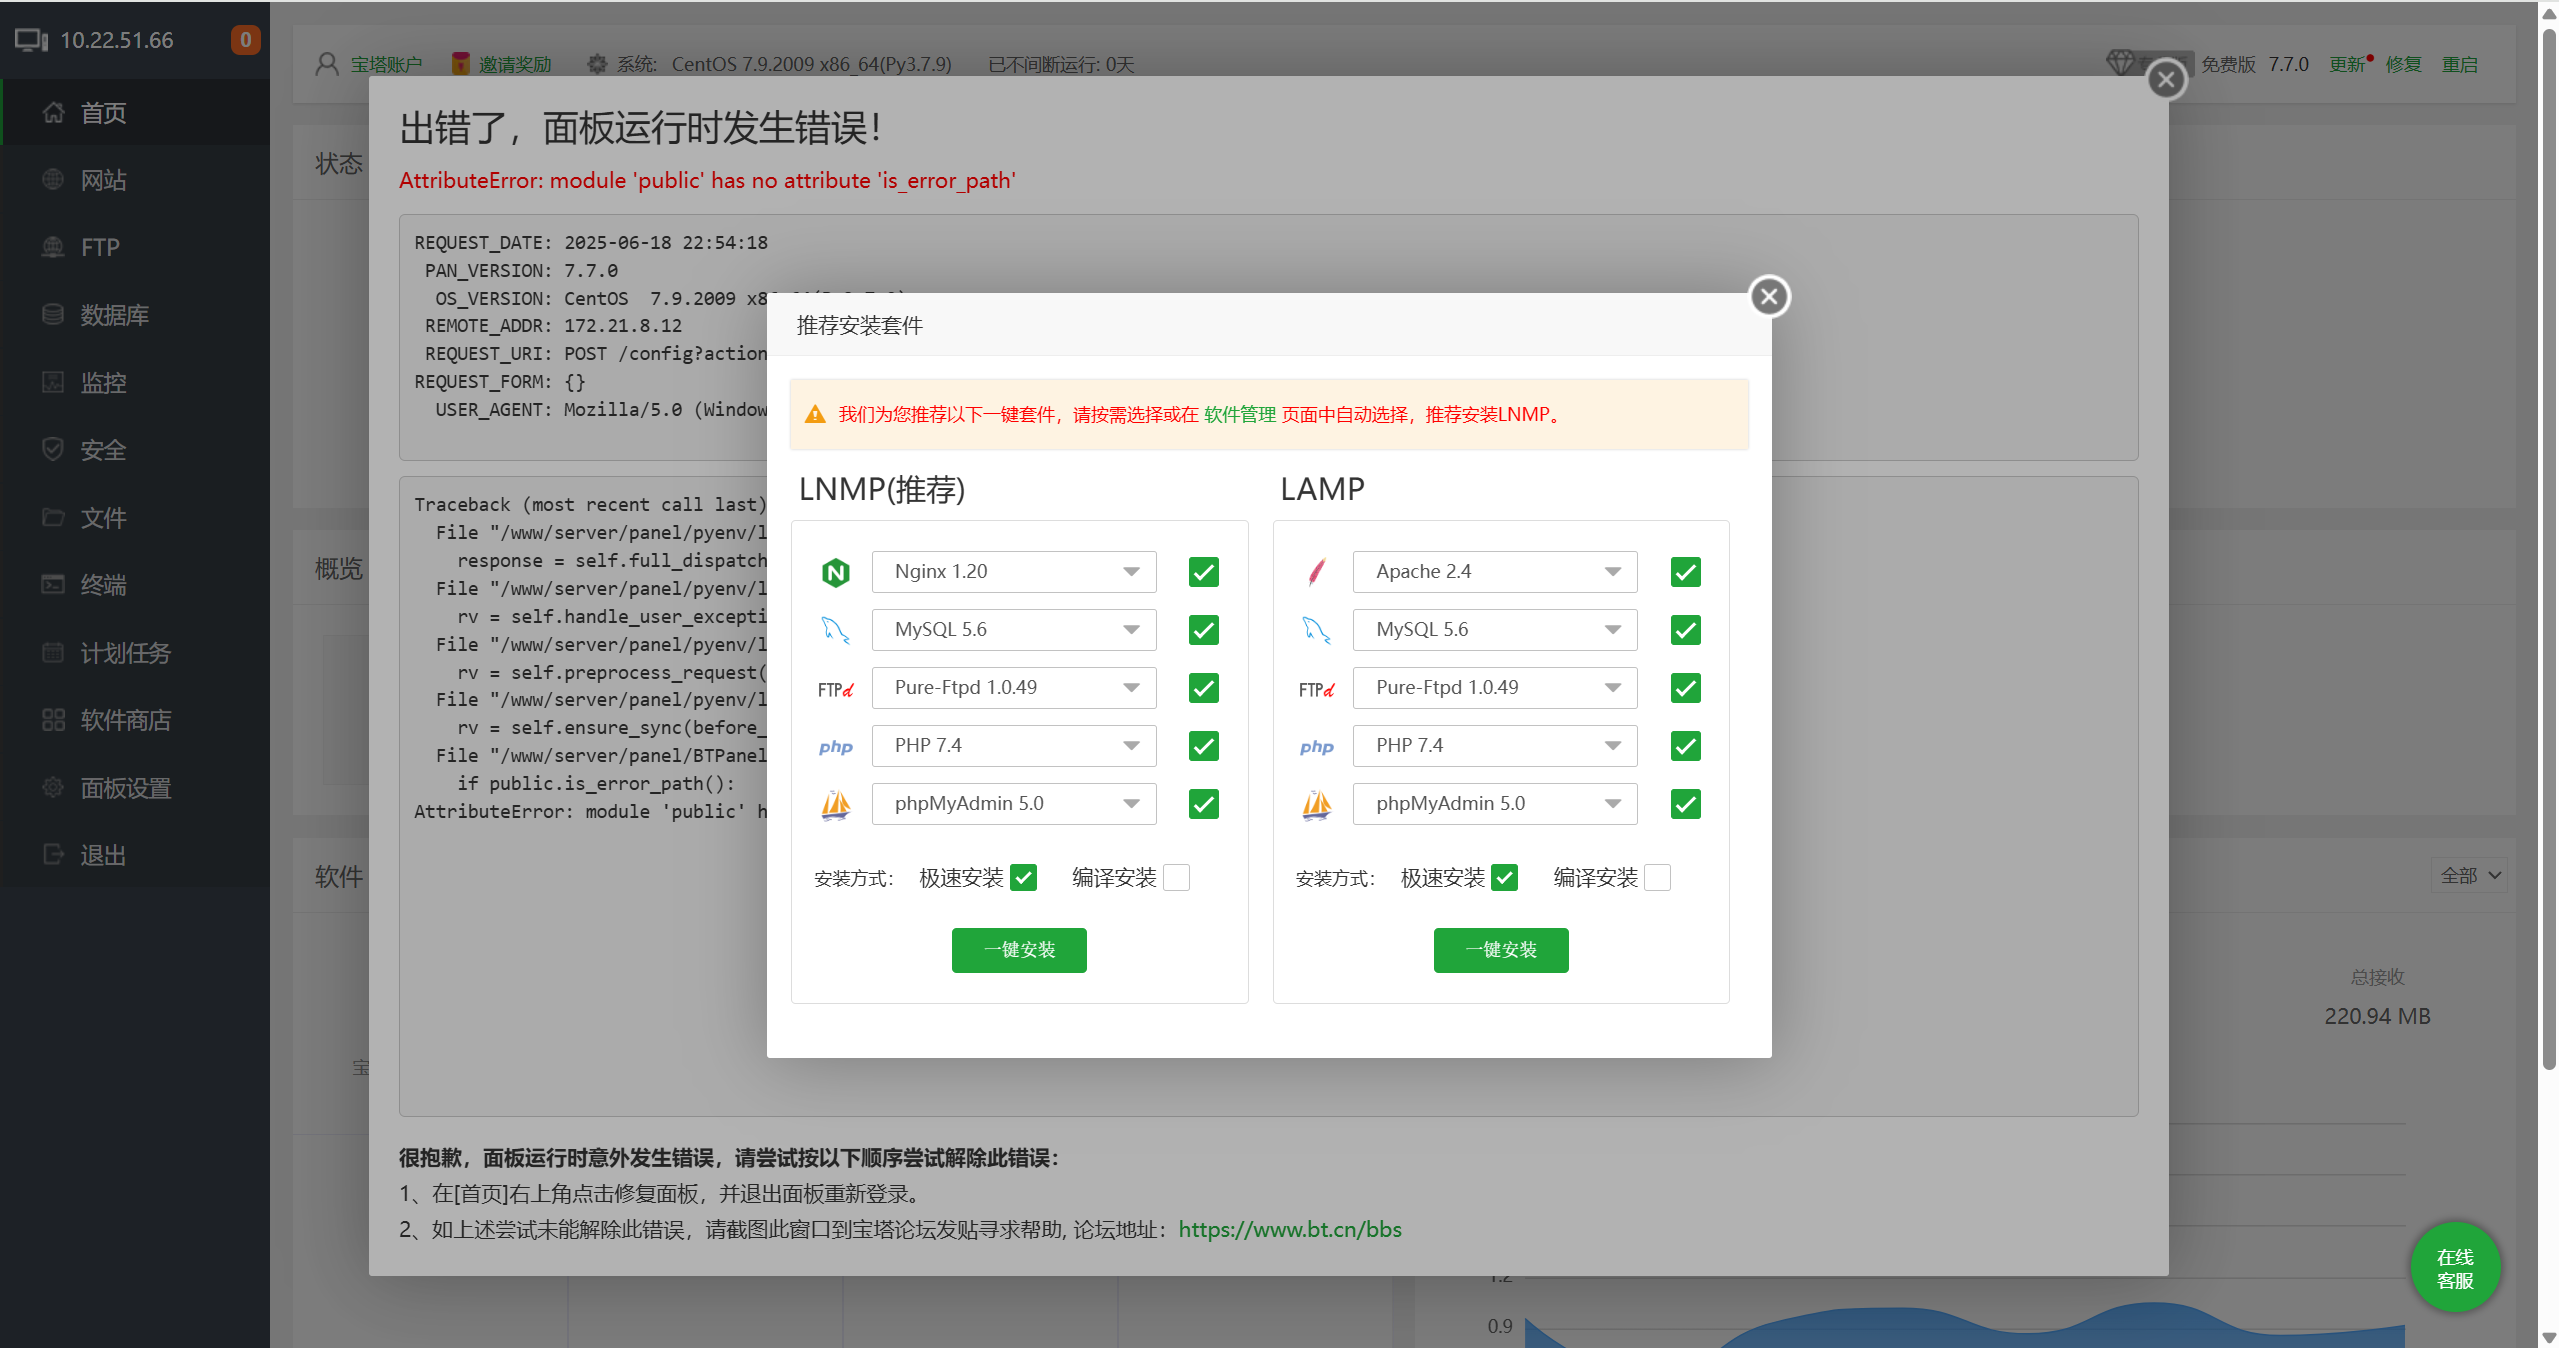 10.22.51.66
0
首页
网站
FTP
数据库
监控
安全
文件
终端
计划任务
软件商店
面板设置
退出
宝塔账户
邀请奖励
系统: CentOS 7.9.2009 x86_64(Py3.7.9)
已不间断运行: 0天
免费版 7.7.0 更新 修复 重启
状态
概览
软件
全部
出错了，面板运行时发生错误！
AttributeError: module 'public' has no attribute 'is_error_path'
REQUEST_DATE: 2025-06-18 22:54:18
PAN_VERSION: 7.7.0
OS_VERSION: CentOS 7.9.2009
REMOTE_ADDR: 172.21.8.12
REQUEST_URI: POST /config?action
REQUEST_FORM: {}
USER_AGENT: Mozilla/5.0 (Window
Traceback (most recent call last)
File "/www/server/panel/pyenv/l
response = self.full_dispatch
File "/www/server/panel/pyenv/l
rv = self.handle_user_excepti
File "/www/server/panel/pyenv/l
rv = self.preprocess_request(
File "/www/server/panel/pyenv/l
rv = self.ensure_sync(before_
File "/www/server/panel/BTPanel
if public.is_error_path():
AttributeError: module 'public' h
推荐安装套件
我们为您推荐以下一键套件，请按需选择或在 软件管理 页面中自动选择，推荐安装LNMP。
LNMP(推荐)
Nginx 1.20
MySQL 5.6
FTPd Pure-Ftpd 1.0.49
php PHP 7.4
phpMyAdmin 5.0
安装方式： 极速安装 编译安装
一键安装
LAMP
Apache 2.4
MySQL 5.6
FTPd Pure-Ftpd 1.0.49
php PHP 7.4
phpMyAdmin 5.0
安装方式： 极速安装 编译安装
一键安装
很抱歉，面板运行时意外发生错误，请尝试按以下顺序尝试解除此错误：
1、在[首页]右上角点击修复面板，并退出面板重新登录。
2、如上述尝试未能解除此错误，请截图此窗口到宝塔论坛发贴寻求帮助, 论坛地址：https://www.bt.cn/bbs
宝
总接收
220.94 MB
1.2
0.9
在线
客服